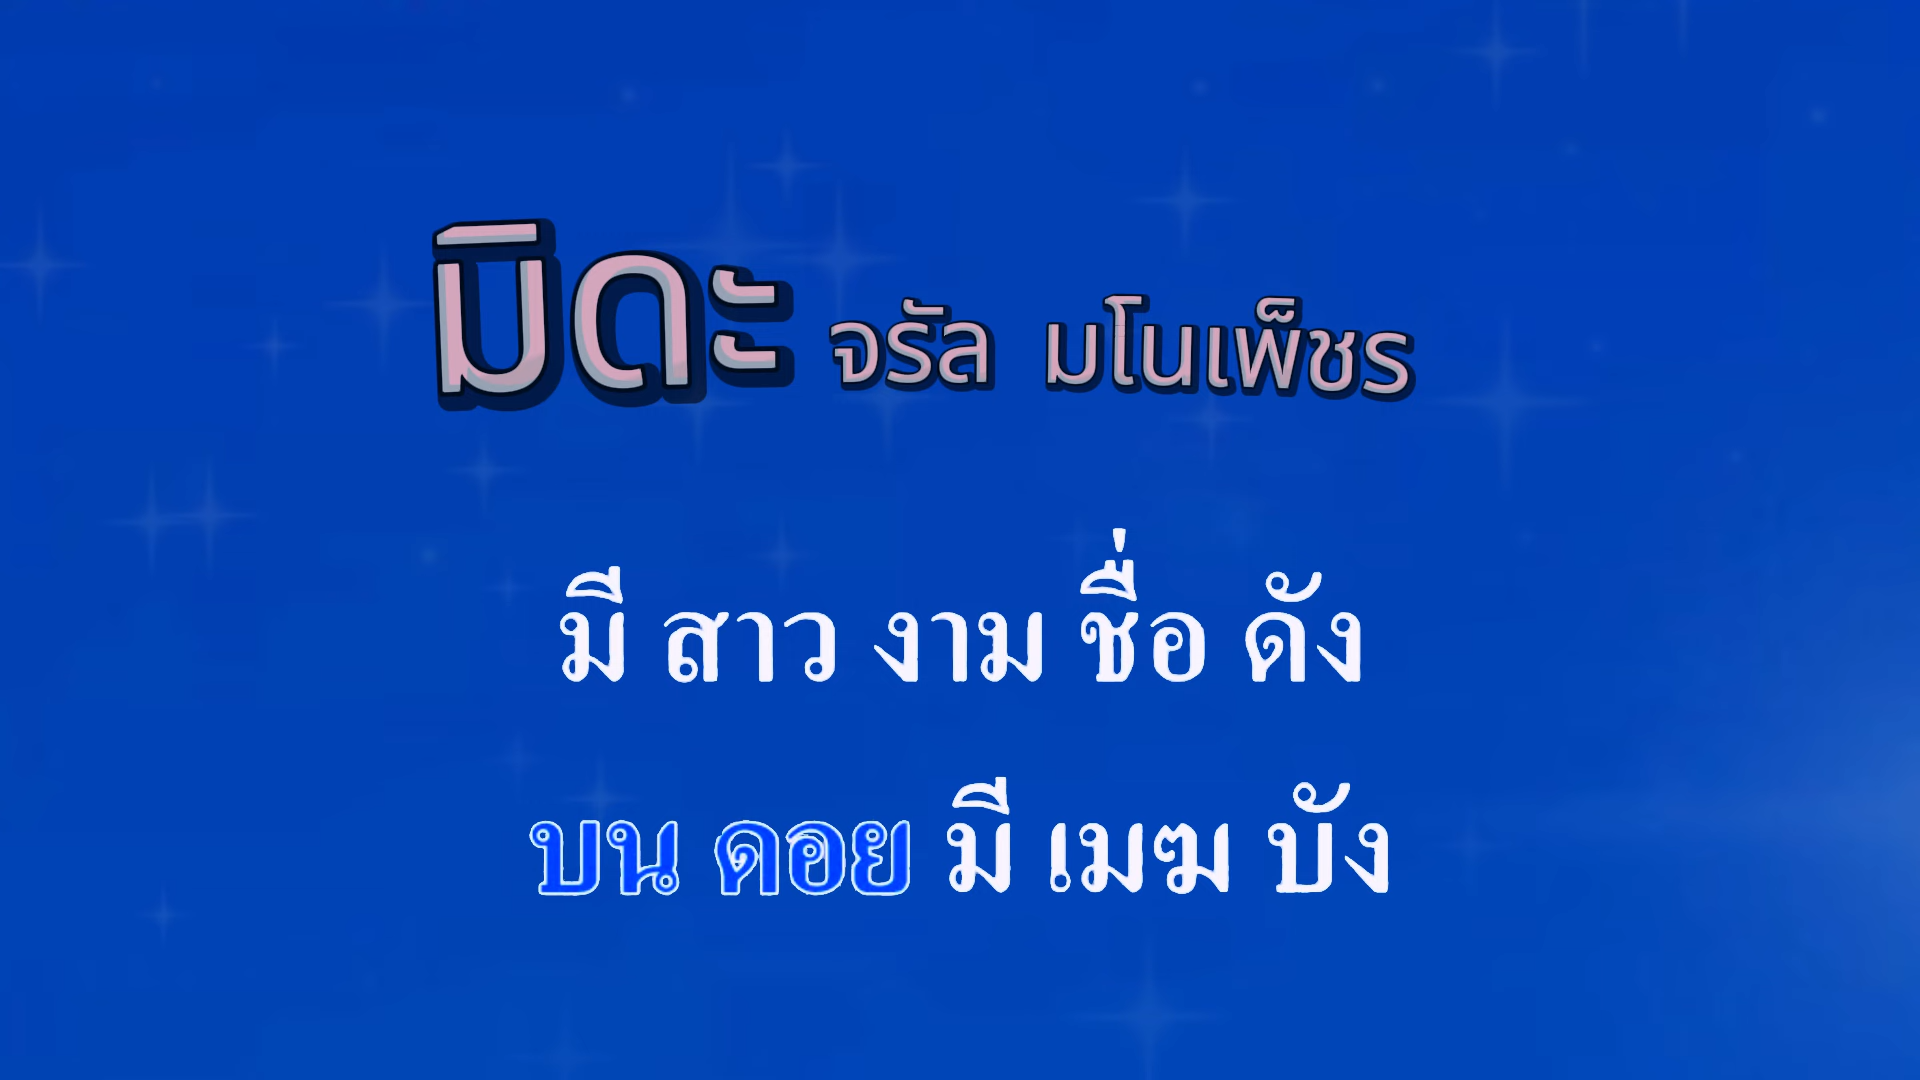 มิดะ จรัล มโนเพ็ชร
มี สาว งาม ชื่อ ดัง
บน ดอย มี เมฆ บัง